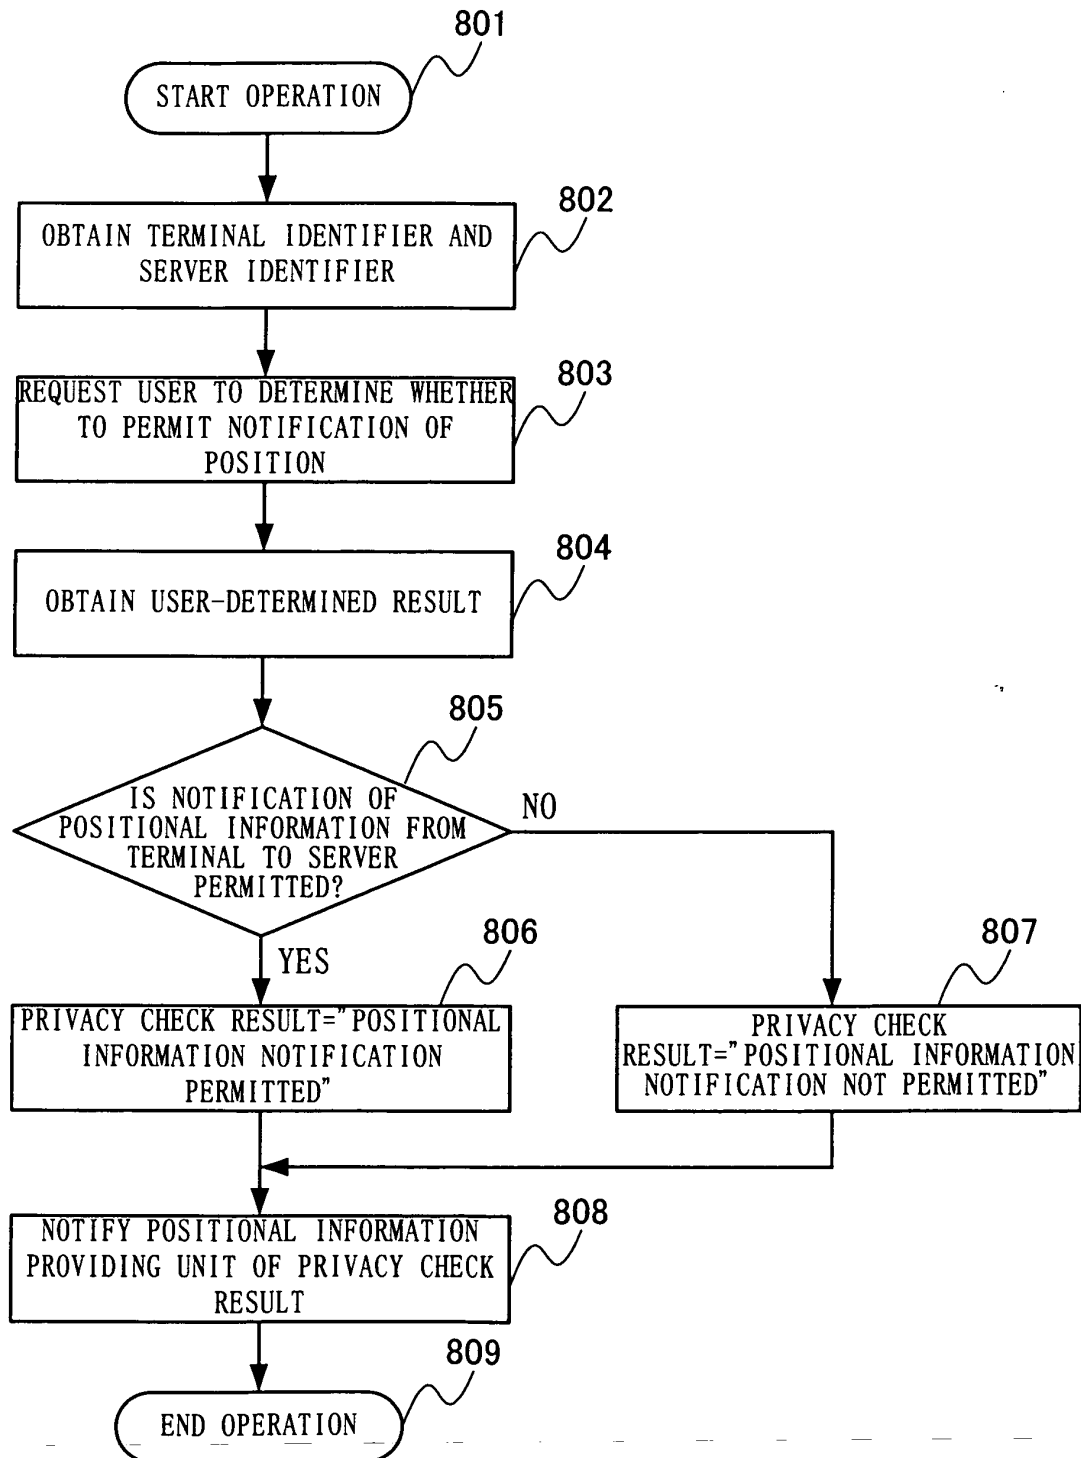 801
START OPERATION
802
OBTAIN TERMINAL IDENTIFIER AND
SERVER IDENTIFIER
803
REQUEST USER TO DETERMINE WHETHER
TO PERMIT NOTIFICATION OF
POSITION
804
OBTAIN USER-DETERMINED RESULT
805
IS NOTIFICATION OF
POSITIONAL INFORMATION FROM
TERMINAL TO SERVER
PERMITTED?
NO
YES
806
PRIVACY CHECK RESULT="POSITIONAL
INFORMATION NOTIFICATION
PERMITTED"
807
PRIVACY CHECK
RESULT="POSITIONAL INFORMATION
NOTIFICATION NOT PERMITTED"
808
NOTIFY POSITIONAL INFORMATION
PROVIDING UNIT OF PRIVACY CHECK
RESULT
809
END OPERATION